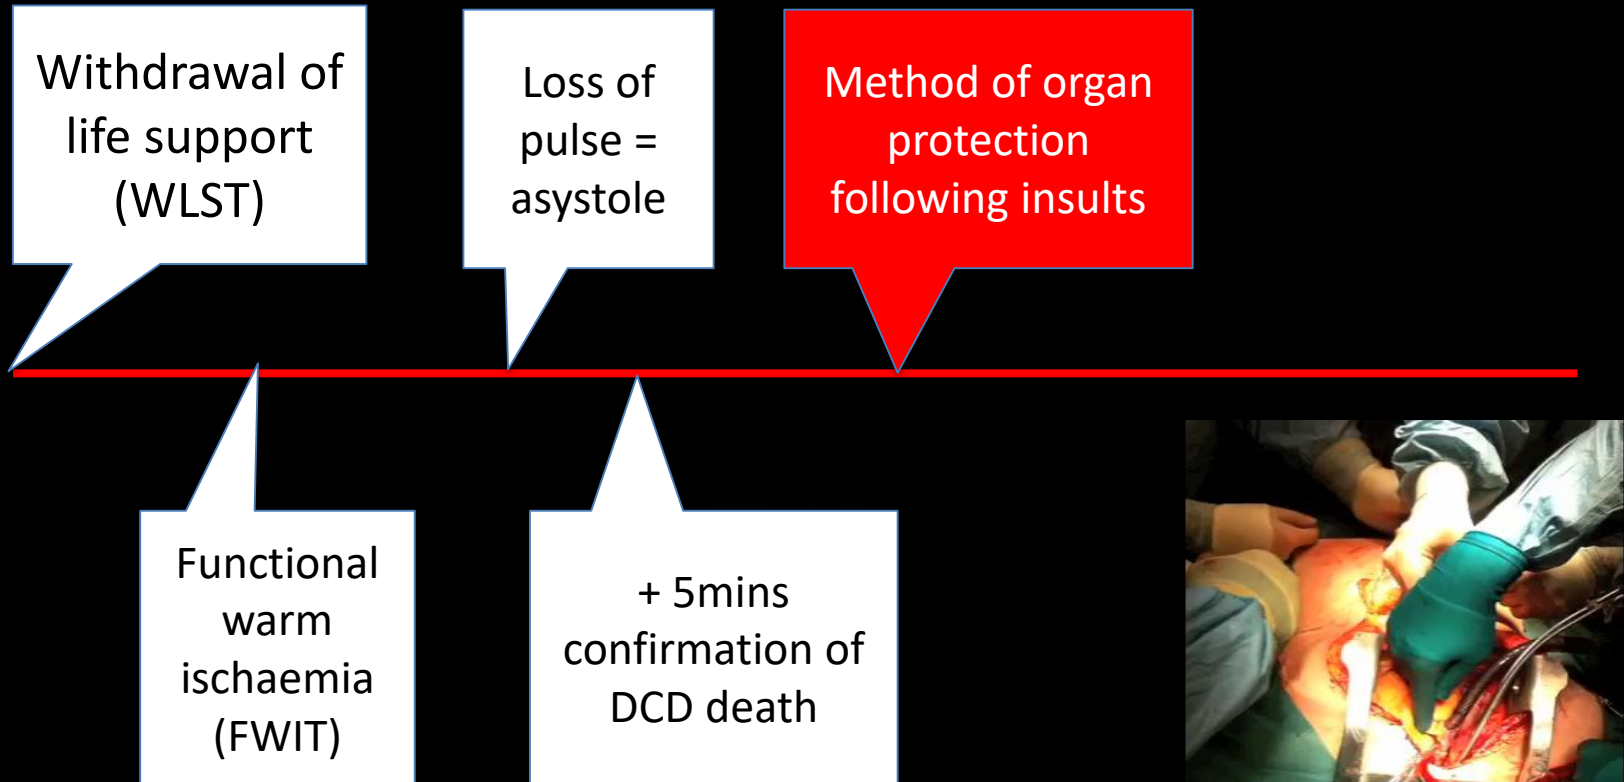 Withdrawal of
life support
(WLST)
Loss of
pulse =
asystole
Method of organ
protection
following insults
Functional
warm
ischaemia
(FWIT)
+ 5mins
confirmation of
DCD death